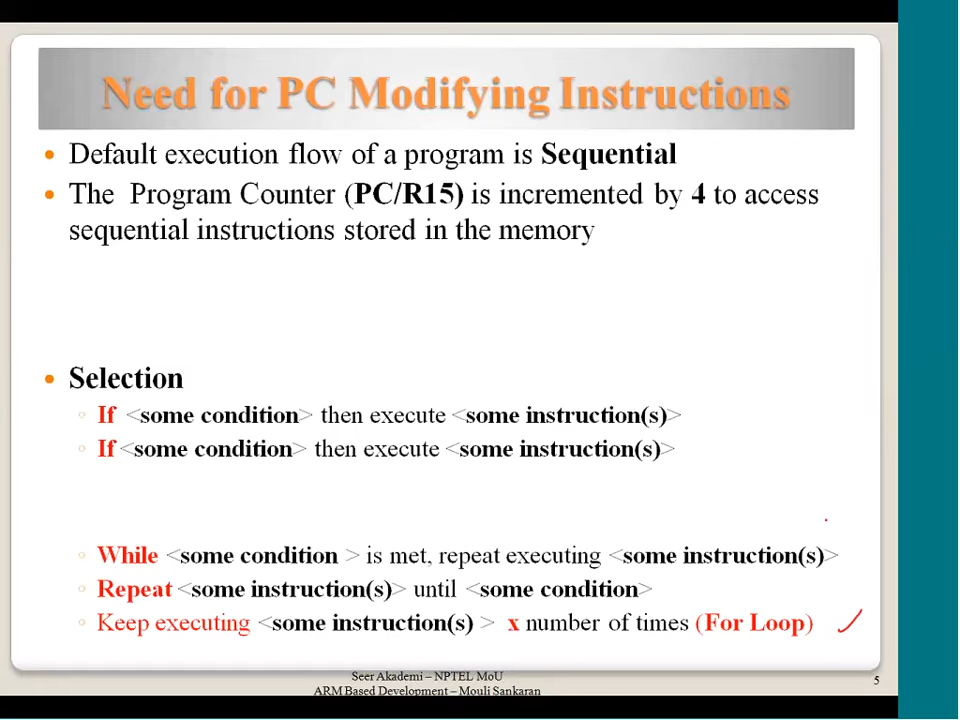 Need for PC Modifying Instructions
• Default execution flow of a program is Sequential
• The Program Counter (PC/R15) is incremented by 4 to access
sequential instructions stored in the memory
• Selection
◦ If <some condition> then execute <some instruction(s)>
◦ If <some condition> then execute <some instruction(s)>
◦ While <some condition > is met, repeat executing <some instruction(s)>
◦ Repeat <some instruction(s)> until <some condition>
◦ Keep executing <some instruction(s) > x number of times (For Loop)
Seer Akademi – NPTEL MoU
ARM Based Development – Mouli Sankaran
5